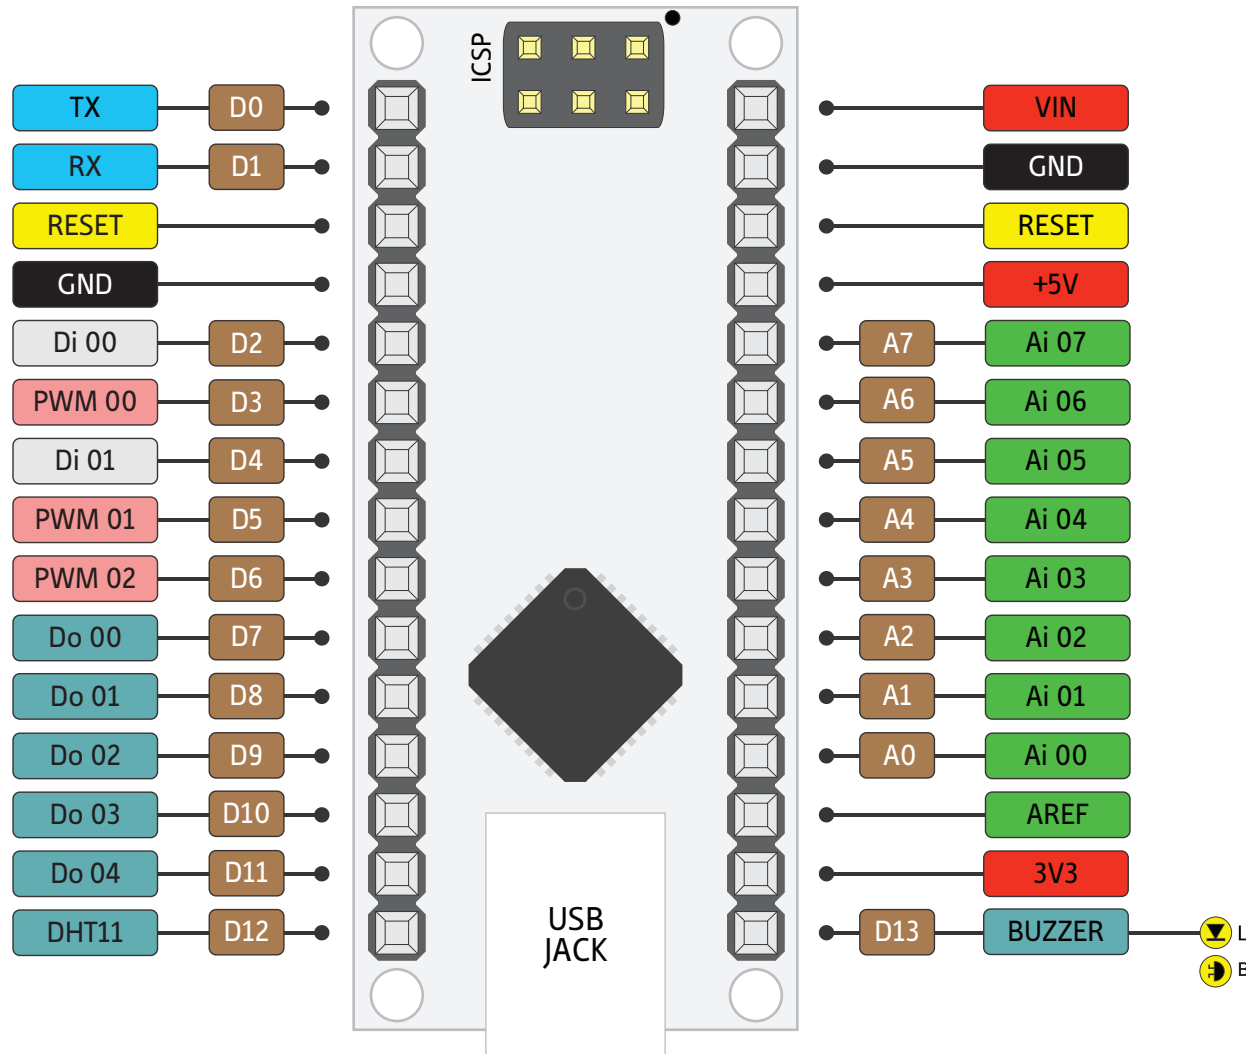 ICSP
TX D0
RX D1
RESET
GND
Di 00 D2
PWM 00 D3
Di 01 D4
PWM 01 D5
PWM 02 D6
Do 00 D7
Do 01 D8
Do 02 D9
Do 03 D10
Do 04 D11
DHT11 D12
VIN
GND
RESET
+5V
A7 Ai 07
A6 Ai 06
A5 Ai 05
A4 Ai 04
A3 Ai 03
A2 Ai 02
A1 Ai 01
A0 Ai 00
AREF
3V3
D13 BUZZER
L
B
USB
JACK